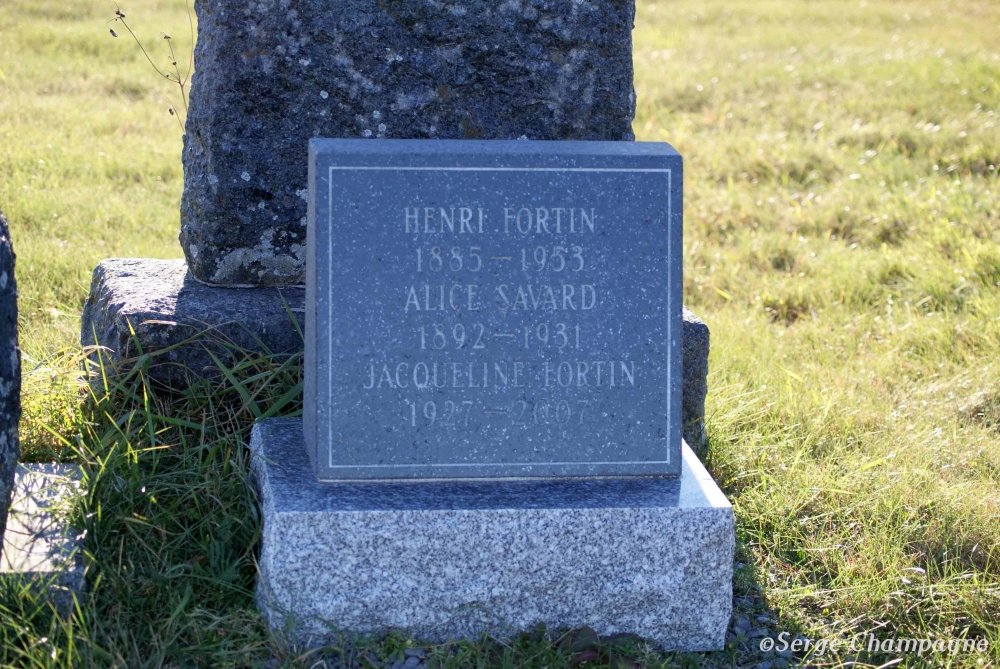 HENRI FORTIN
1885 – 1953
ALICE SAVARD
1892 – 1931
JACQUELINE FORTIN
1927 – 2007
©Serge Champagne